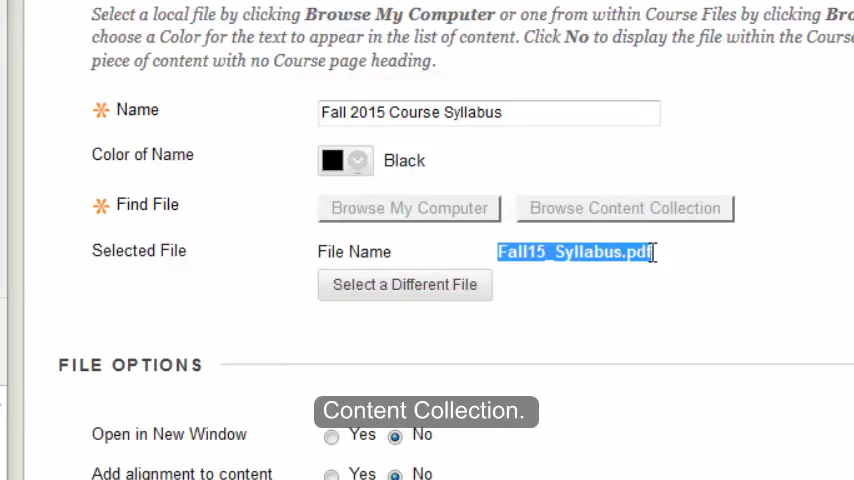 Select a local file by clicking Browse My Computer or one from within Course Files by clicking Bro
choose a Color for the text to appear in the list of content. Click No to display the file within the Course
piece of content with no Course page heading.
Name
Fall 2015 Course Syllabus
Color of Name
Black
Find File
Browse My Computer
Browse Content Collection
Selected File
File Name
Fall15_Syllabus.pdf
Select a Different File
FILE OPTIONS
Content Collection.
Open in New Window
Yes
No
Add alignment to content
Yes
No